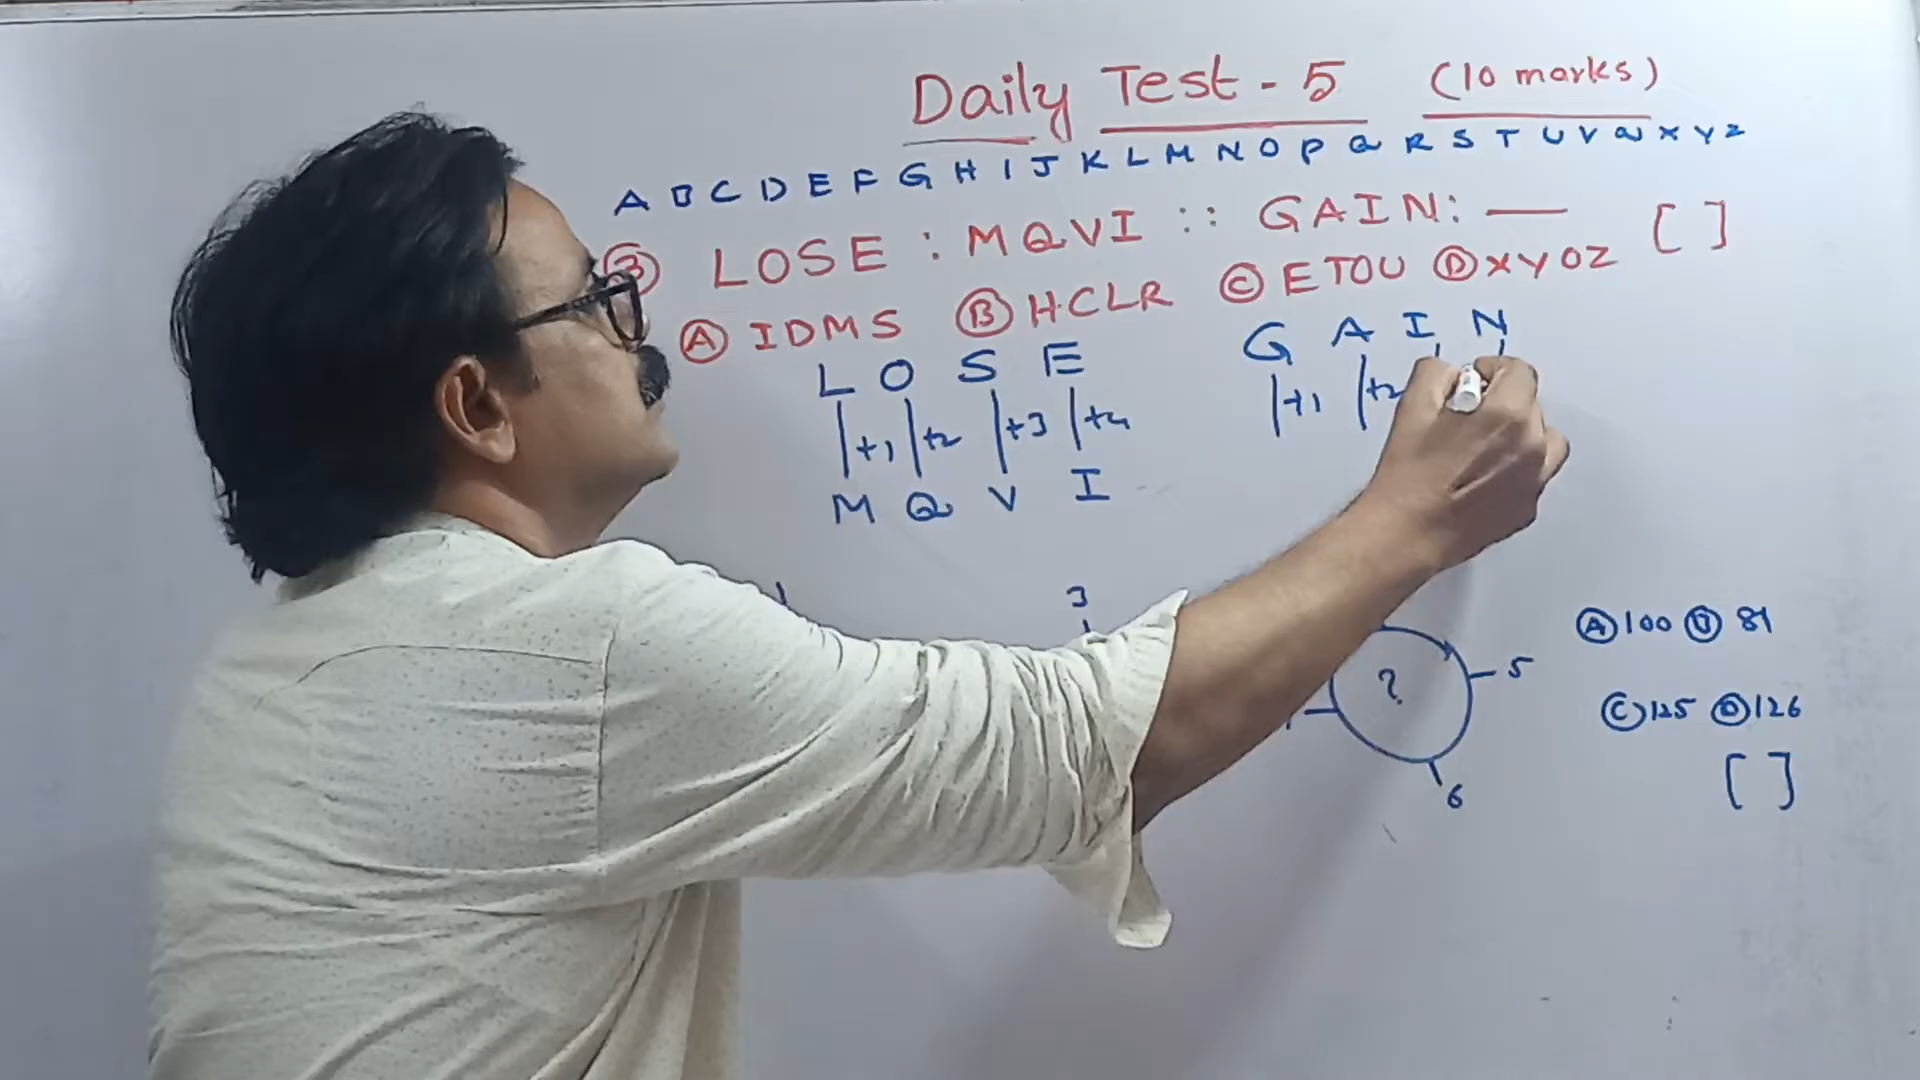 Daily Test - 5 (10 marks)
A B C D E F G H I J K L M N O P Q R S T U V W X Y Z
3 LOSE : MQVI :: GAIN: — [ ]
A IDMS B HCLR C ETOU D XYOZ
L O S E G A I N
+1 +2 +3 +4 +1 +2
M Q V I
3
A 100 B 81
? 5
C 125 D 126
6
[ ]